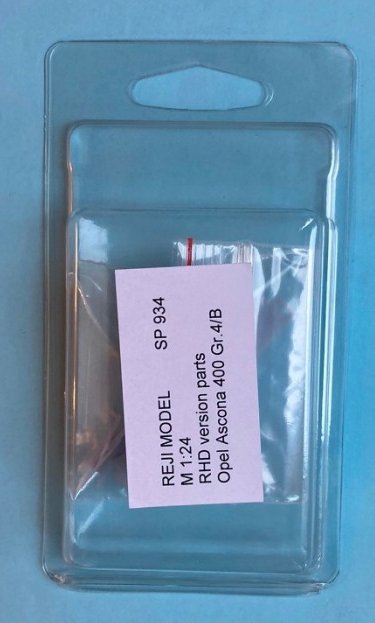 REJI MODEL SP 934
M 1:24
RHD version parts
Opel Ascona 400 Gr.4/B